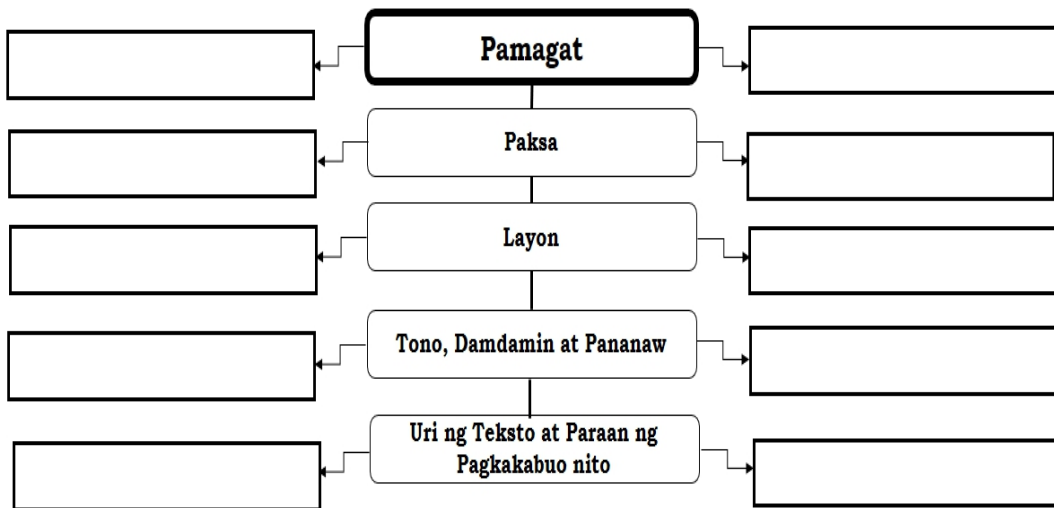 Pamagat
Paksa
Layon
Tono, Damdamin at Pananaw
Uri ng Teksto at Paraan ng
Pagkakabuo nito